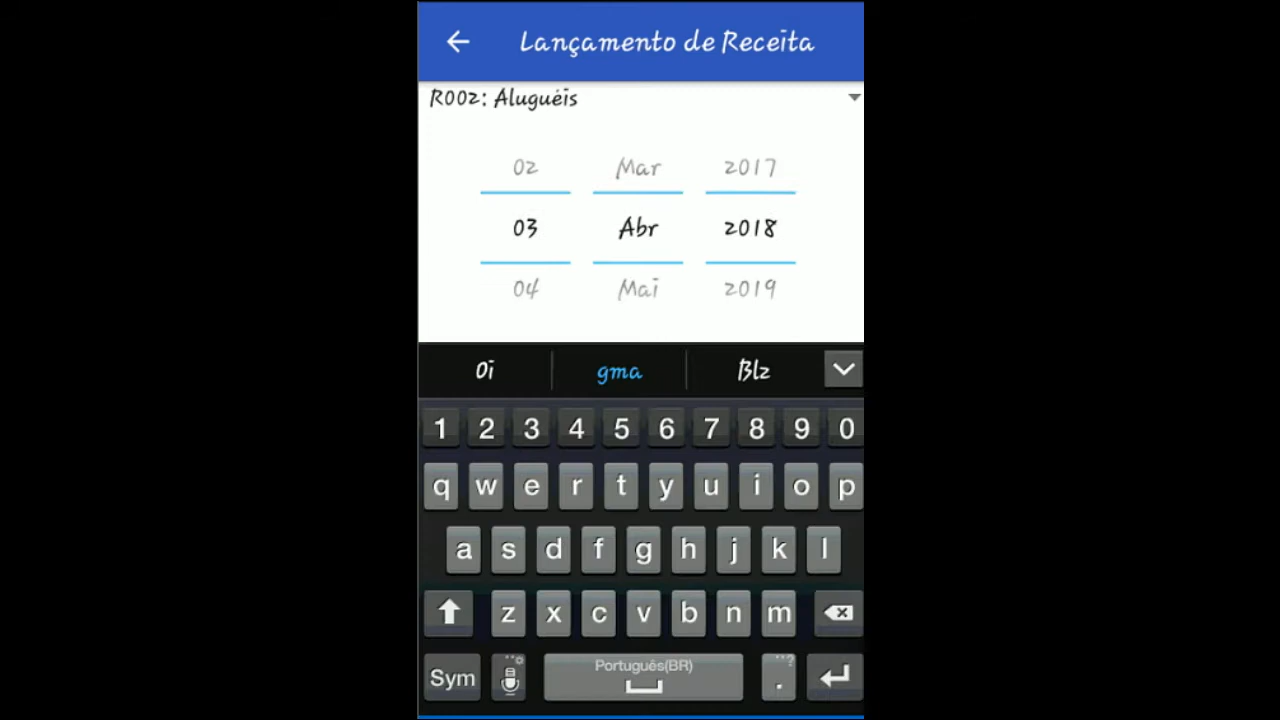 Lançamento de Receita
R002: Aluguéis
02 Mar 2017
03 Abr 2018
04 Mai 2019
Oi gma Blz
1 2 3 4 5 6 7 8 9 0
q w e r t y u i o p
a s d f g h j k l
z x c v b n m
Sym Português(BR) . ?